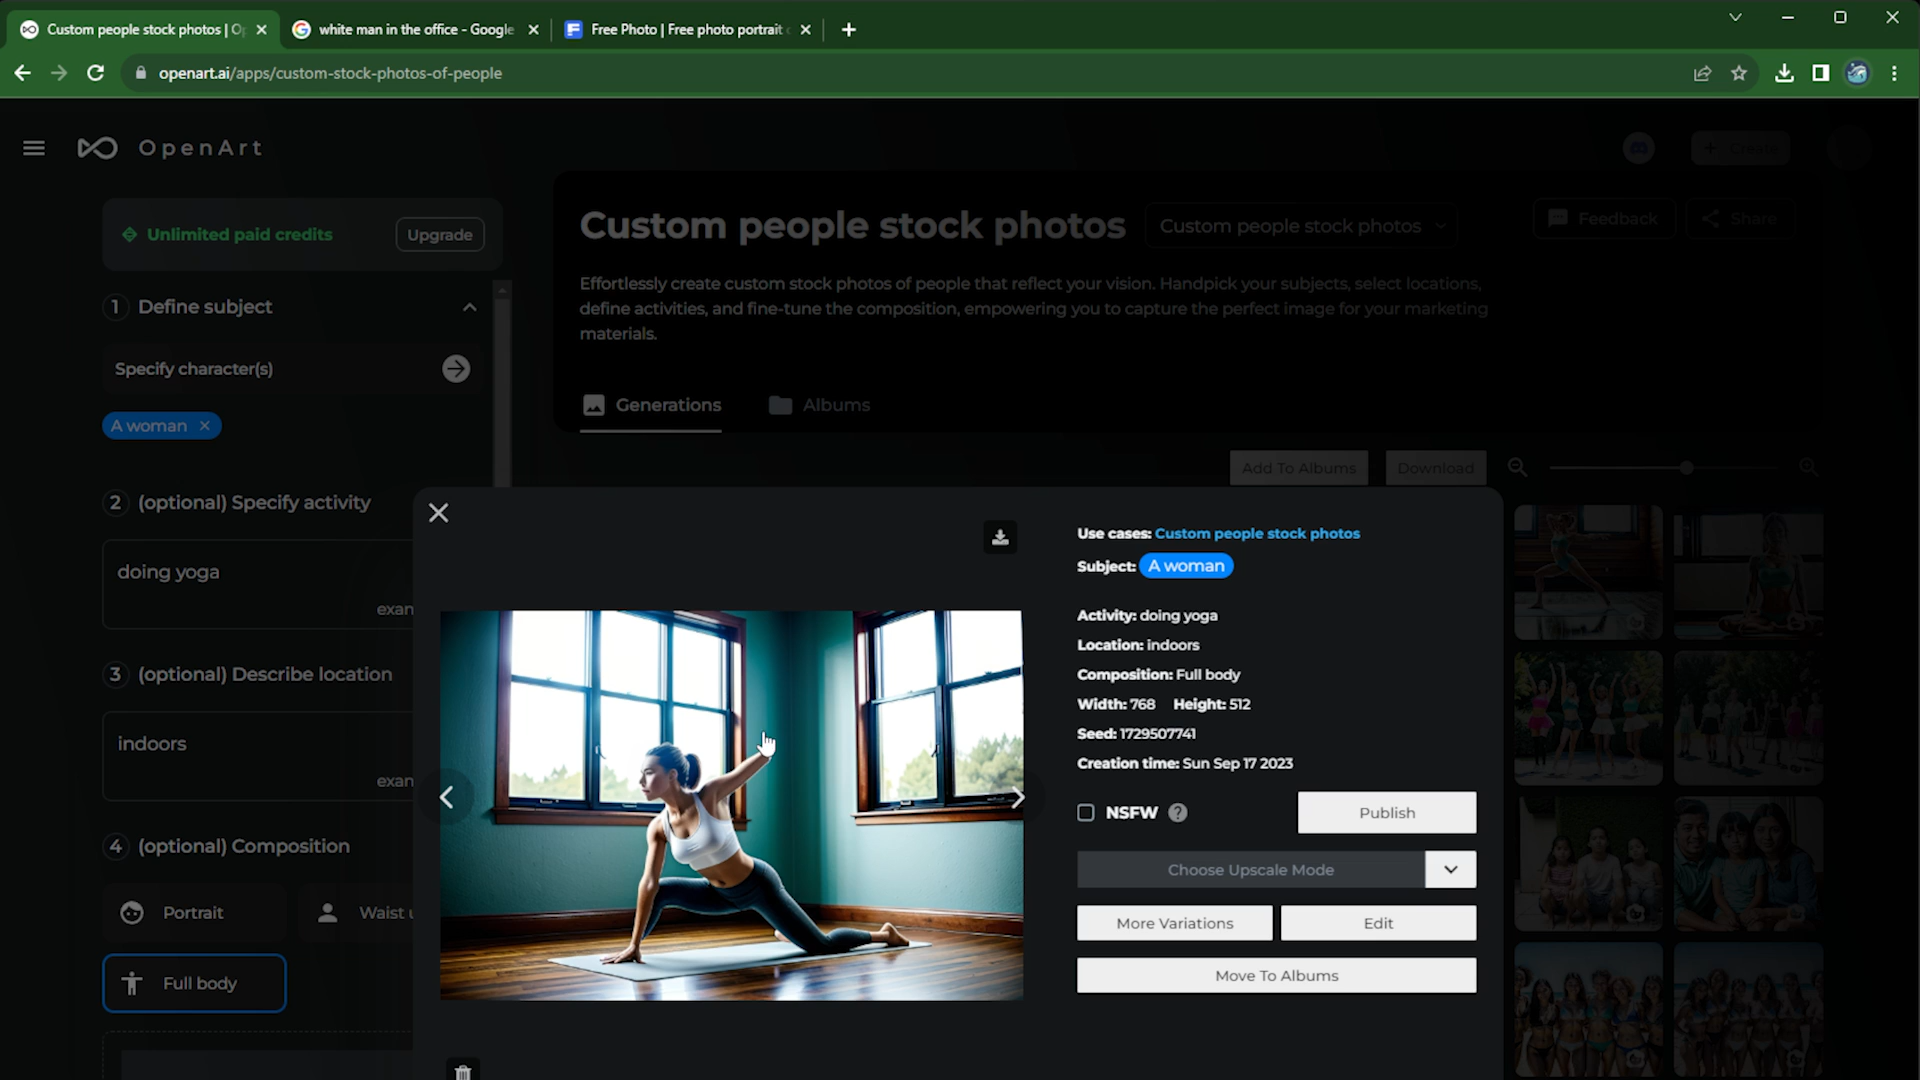 Custom people stock photos | Op
white man in the office - Google
Free Photo | Free photo portrait
openart.ai/apps/custom-stock-photos-of-people
OpenArt
Create
Unlimited paid credits
Upgrade
Custom people stock photos
Custom people stock photos
Feedback
Share
Effortlessly create custom stock photos of people that reflect your vision. Handpick your subjects, select locations,
define activities, and fine-tune the composition, empowering you to capture the perfect image for your marketing
materials.
1 Define subject
Specify character(s)
A woman
Generations
Albums
Add To Albums
Download
2 (optional) Specify activity
doing yoga
exam
3 (optional) Describe location
indoors
exam
4 (optional) Composition
Portrait
Waist u
Full body
Use cases: Custom people stock photos
Subject: A woman
Activity: doing yoga
Location: indoors
Composition: Full body
Width: 768 Height: 512
Seed: 1729507741
Creation time: Sun Sep 17 2023
NSFW ?
Publish
Choose Upscale Mode
More Variations
Edit
Move To Albums